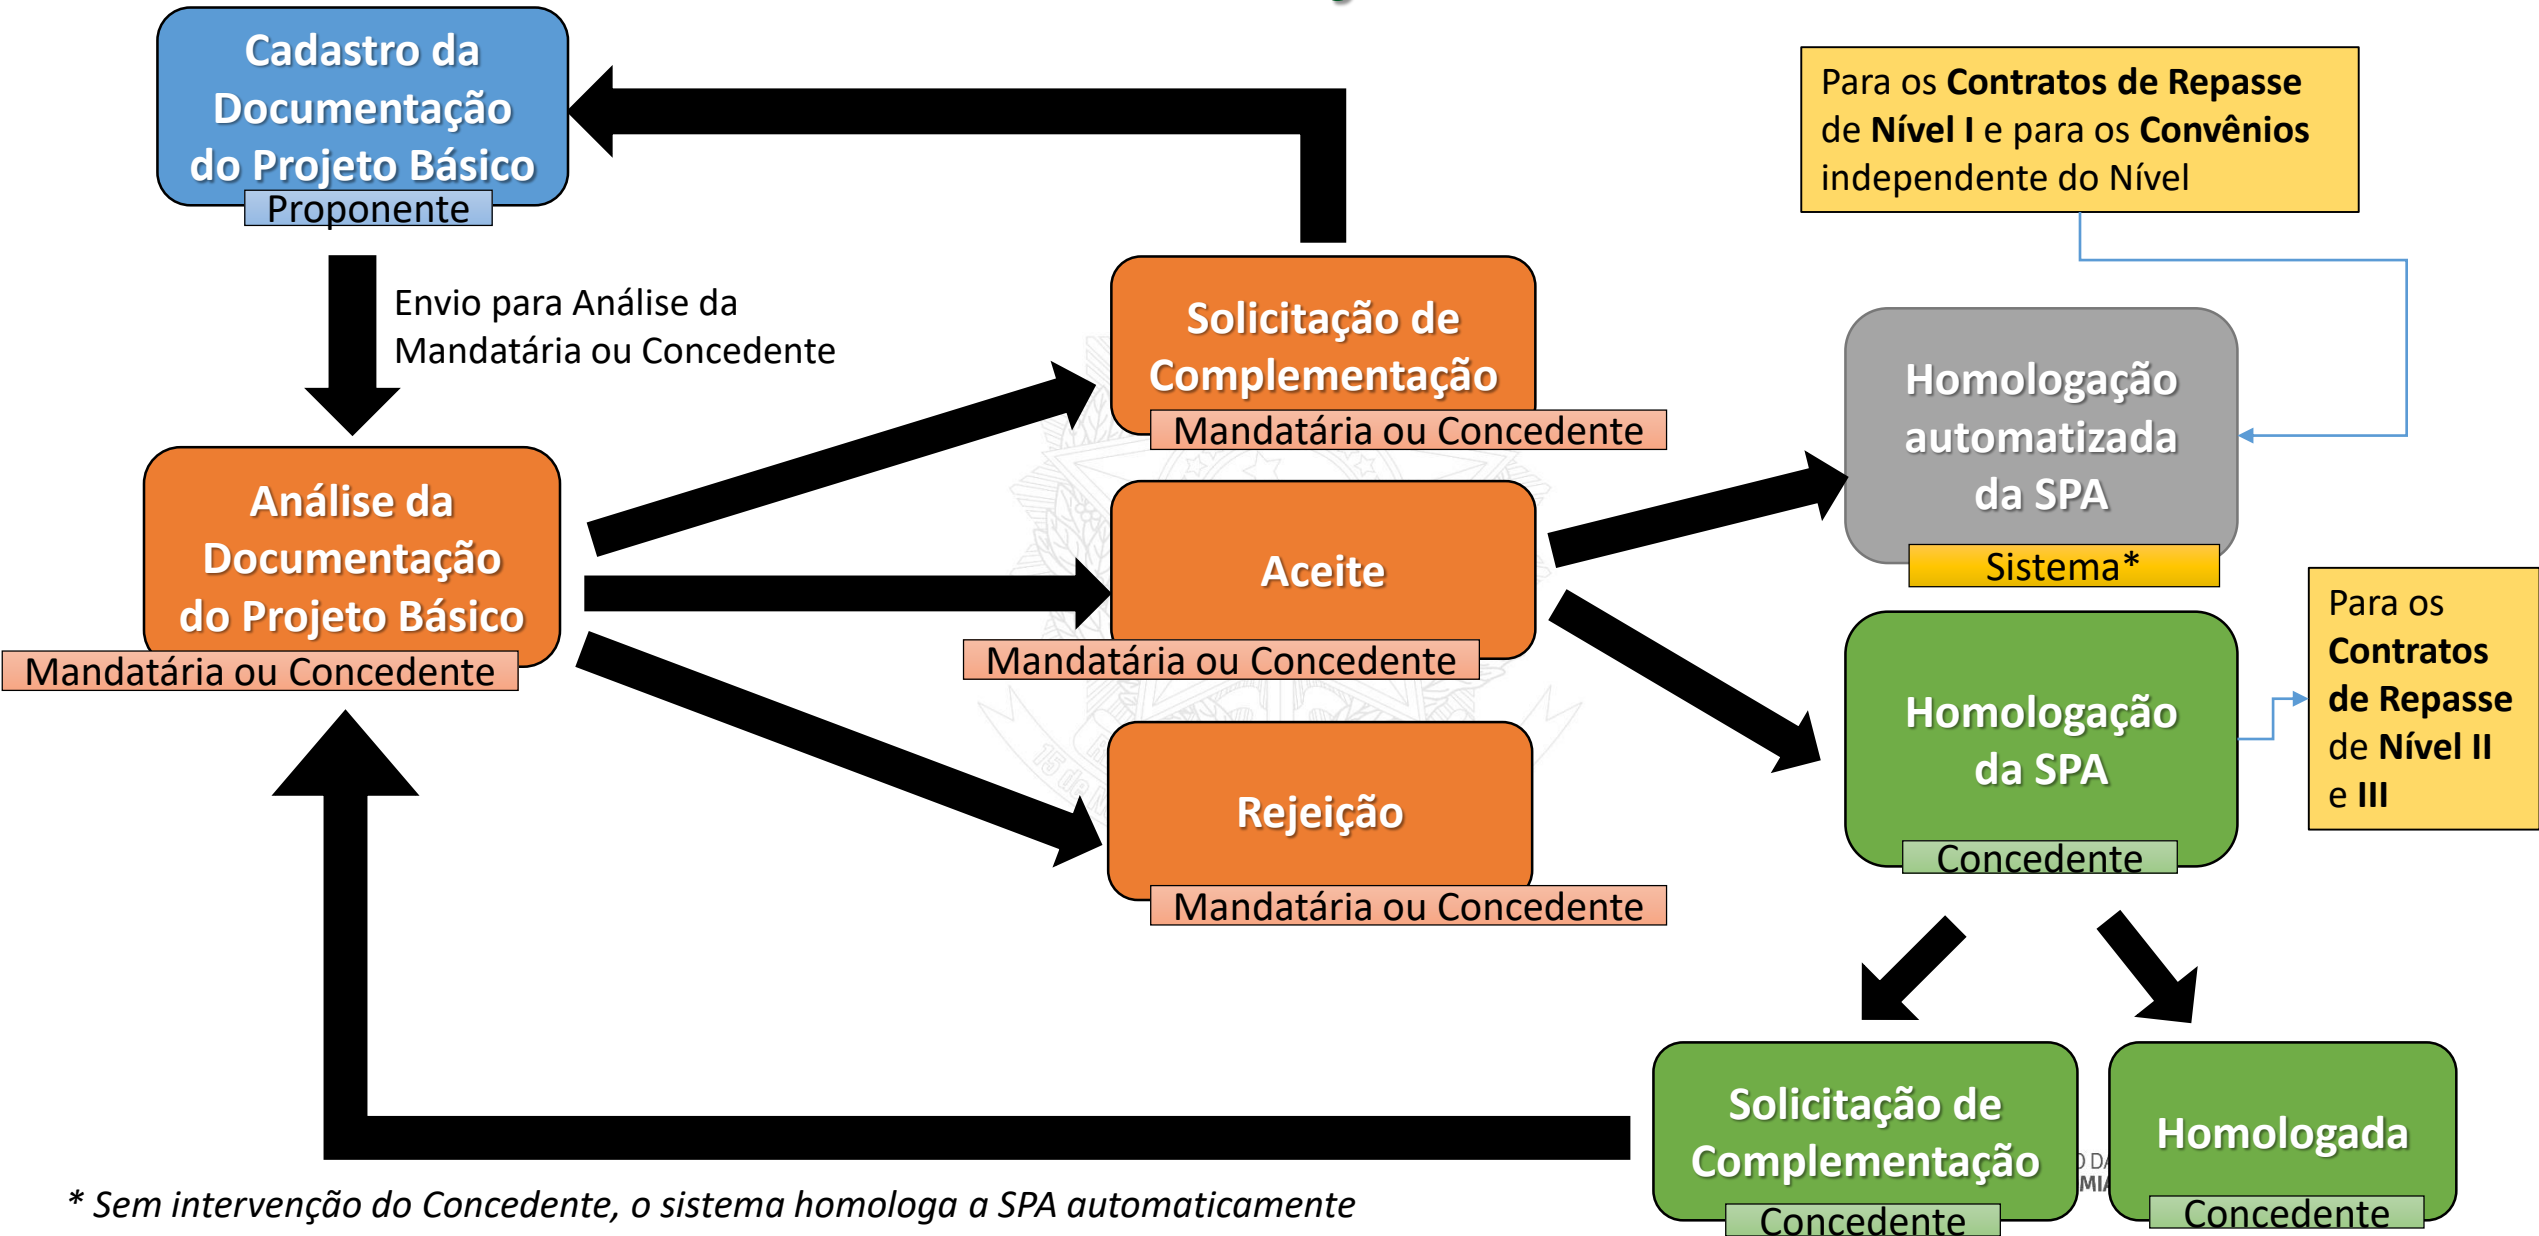 Cadastro da
Documentação
do Projeto Básico
Proponente
Envio para Análise da
Mandatária ou Concedente
Análise da
Documentação
do Projeto Básico
Mandatária ou Concedente
Solicitação de
Complementação
Mandatária ou Concedente
Aceite
Mandatária ou Concedente
Rejeição
Mandatária ou Concedente
Para os Contratos de Repasse
de Nível I e para os Convênios
independente do Nível
Homologação
automatizada
da SPA
Sistema*
Homologação
da SPA
Concedente
Para os
Contratos
de Repasse
de Nível II
e III
Solicitação de
Complementação
Concedente
Homologada
Concedente
* Sem intervenção do Concedente, o sistema homologa a SPA automaticamente
15 de